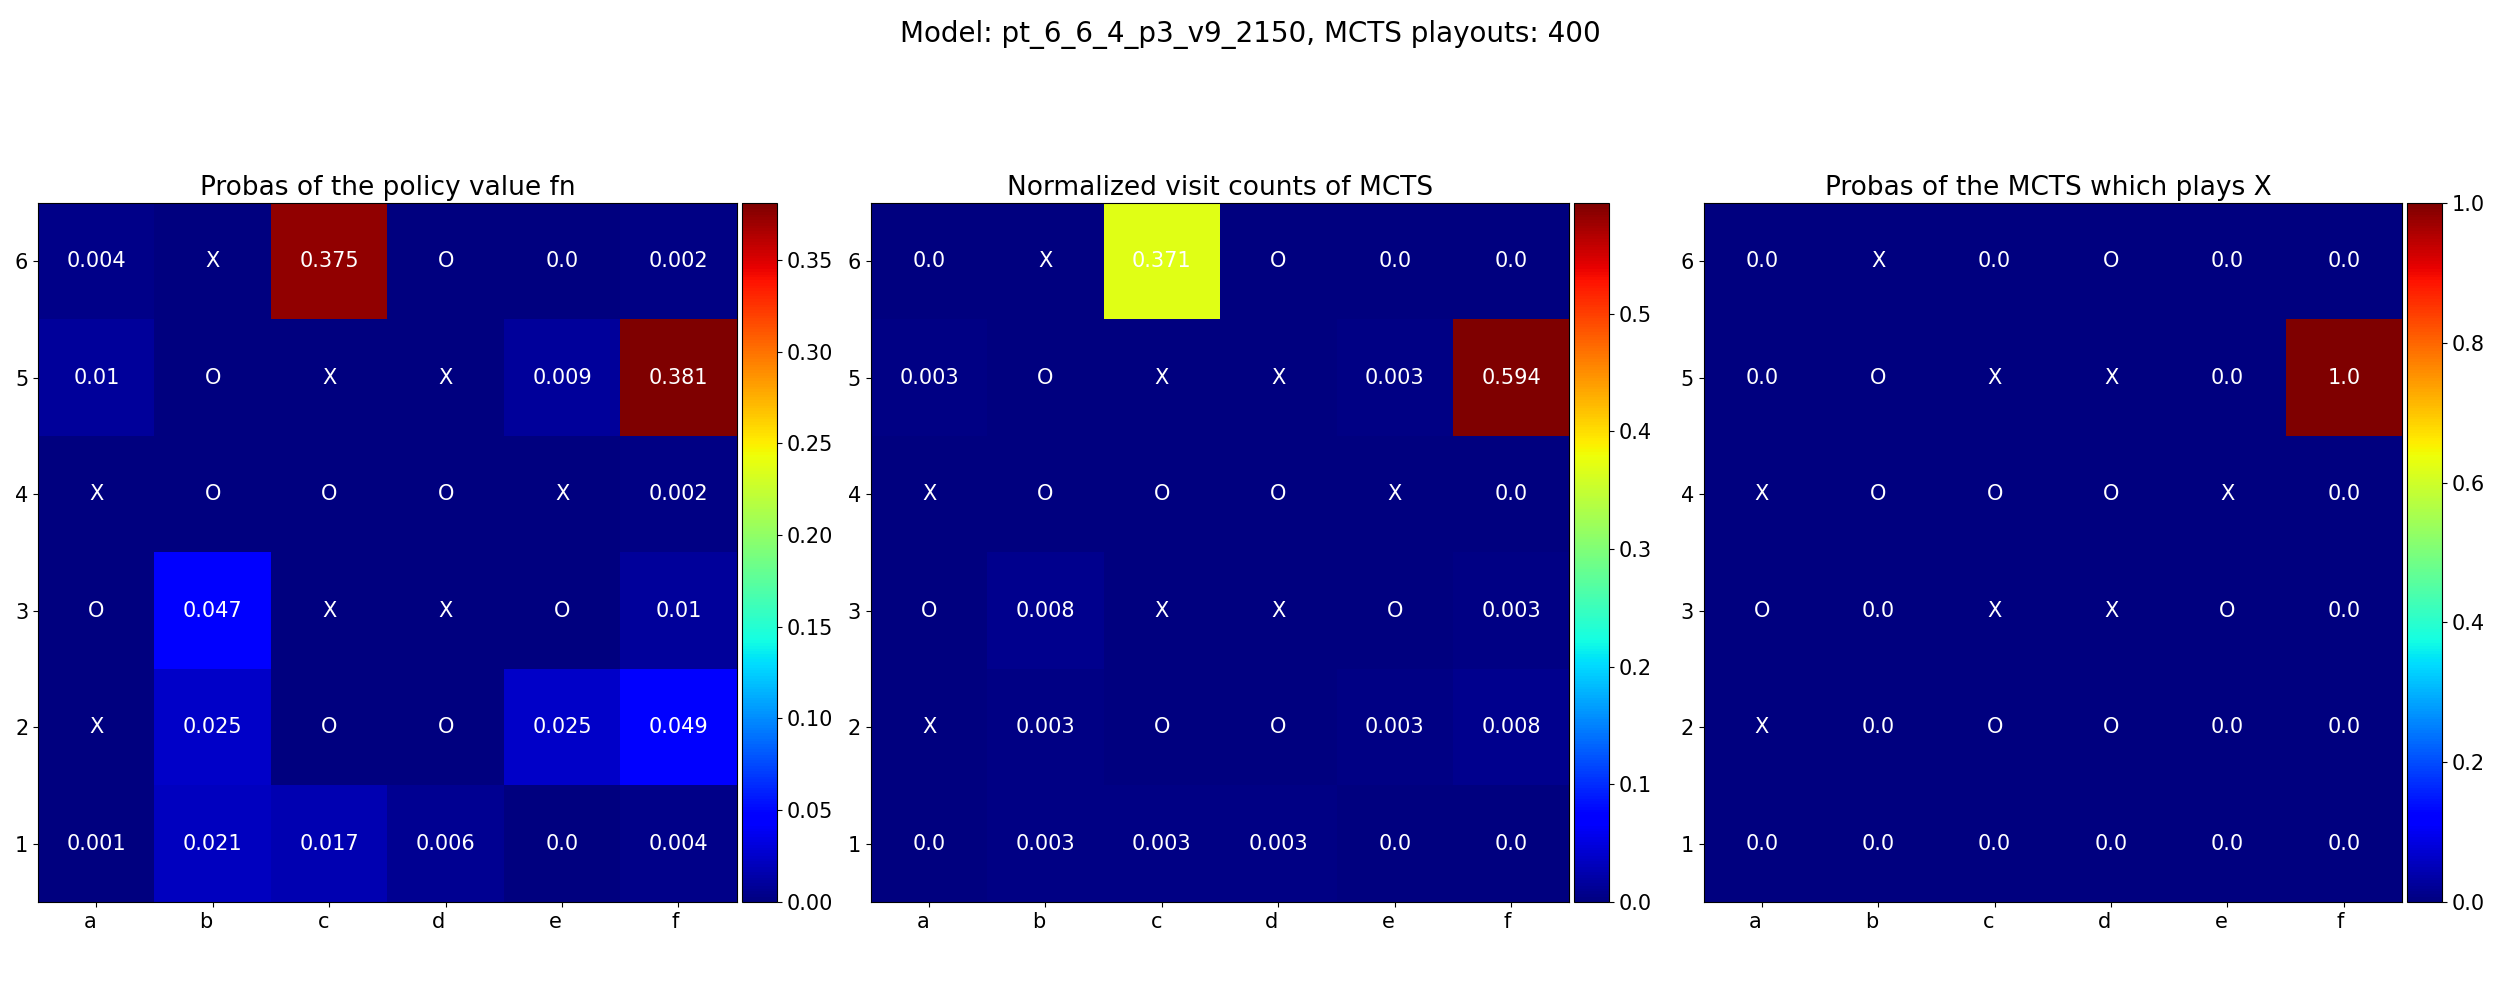 Model: pt_6_6_4_p3_v9_2150, MCTS playouts: 400
Probas of the policy value fn
6 0.004 X 0.375 O 0.0 0.002
5 0.01 O X X 0.009 0.381
4 X O O O X 0.002
3 O 0.047 X X O 0.01
2 X 0.025 O O 0.025 0.049
1 0.001 0.021 0.017 0.006 0.0 0.004
a b c d e f
0.35
0.30
0.25
0.20
0.15
0.10
0.05
0.00
Normalized visit counts of MCTS
6 0.0 X 0.371 O 0.0 0.0
5 0.003 O X X 0.003 0.594
4 X O O O X 0.0
3 O 0.008 X X O 0.003
2 X 0.003 O O 0.003 0.008
1 0.0 0.003 0.003 0.003 0.0 0.0
a b c d e f
0.5
0.4
0.3
0.2
0.1
0.0
Probas of the MCTS which plays X
6 0.0 X 0.0 O 0.0 0.0
5 0.0 O X X 0.0 1.0
4 X O O O X 0.0
3 O 0.0 X X O 0.0
2 X 0.0 O O 0.0 0.0
1 0.0 0.0 0.0 0.0 0.0 0.0
a b c d e f
1.0
0.8
0.6
0.4
0.2
0.0